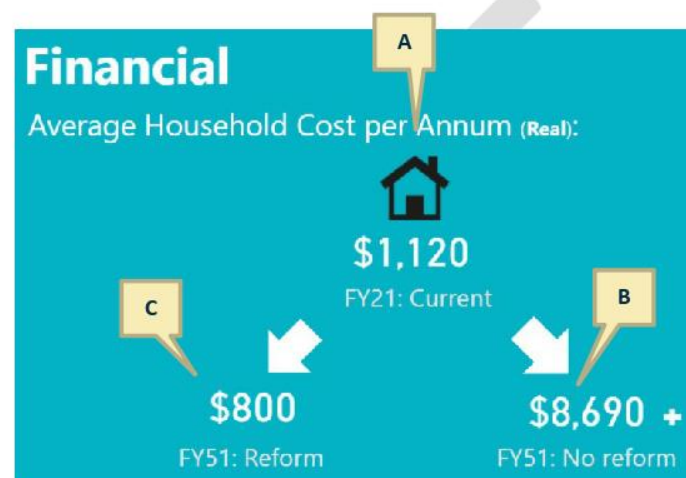 A
Financial
Average Household Cost per Annum (Real):
$1,120
FY21: Current
C
B
$800
$8,690 +
FY51: Reform
FY51: No reform